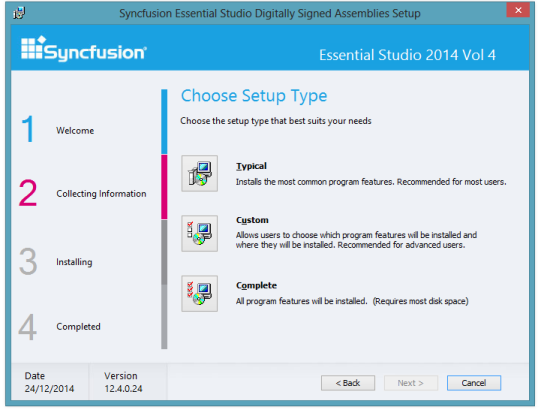 Syncfusion Essential Studio Digitally Signed Assemblies Setup
Syncfusion
Essential Studio 2014 Vol 4
Choose Setup Type
Choose the setup type that best suits your needs
1 Welcome
2 Collecting Information
3 Installing
4 Completed
Typical
Installs the most common program features. Recommended for most users.
Custom
Allows users to choose which program features will be installed and
where they will be installed. Recommended for advanced users.
Complete
All program features will be installed. (Requires most disk space)
Date
24/12/2014
Version
12.4.0.24
< Back
Next >
Cancel